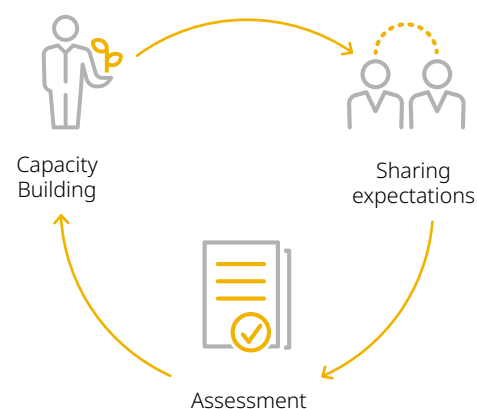 Capacity
Building
Sharing
expectations
Assessment